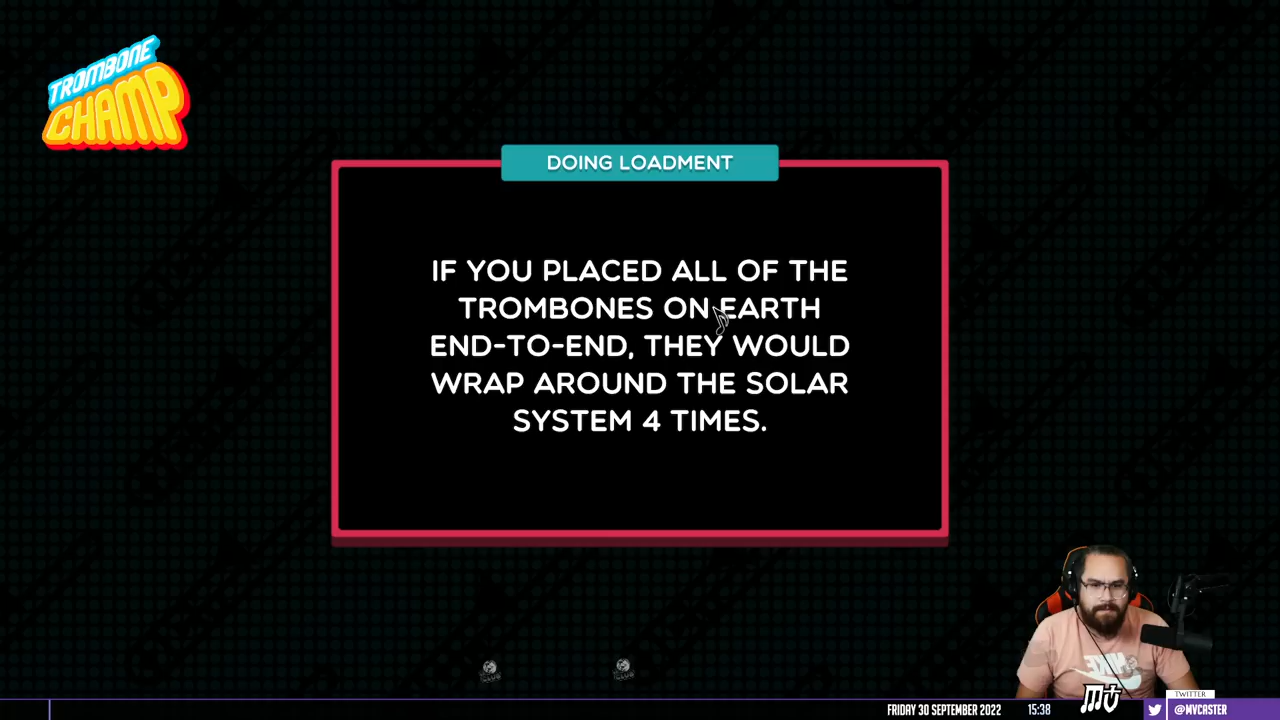 TROMBONE
CHAMP
DOING LOADMENT
IF YOU PLACED ALL OF THE
TROMBONES ON EARTH
END-TO-END, THEY WOULD
WRAP AROUND THE SOLAR
SYSTEM 4 TIMES.
NIKE
TWITTER
FRIDAY 30 SEPTEMBER 2022
15:38
@MVCASTER